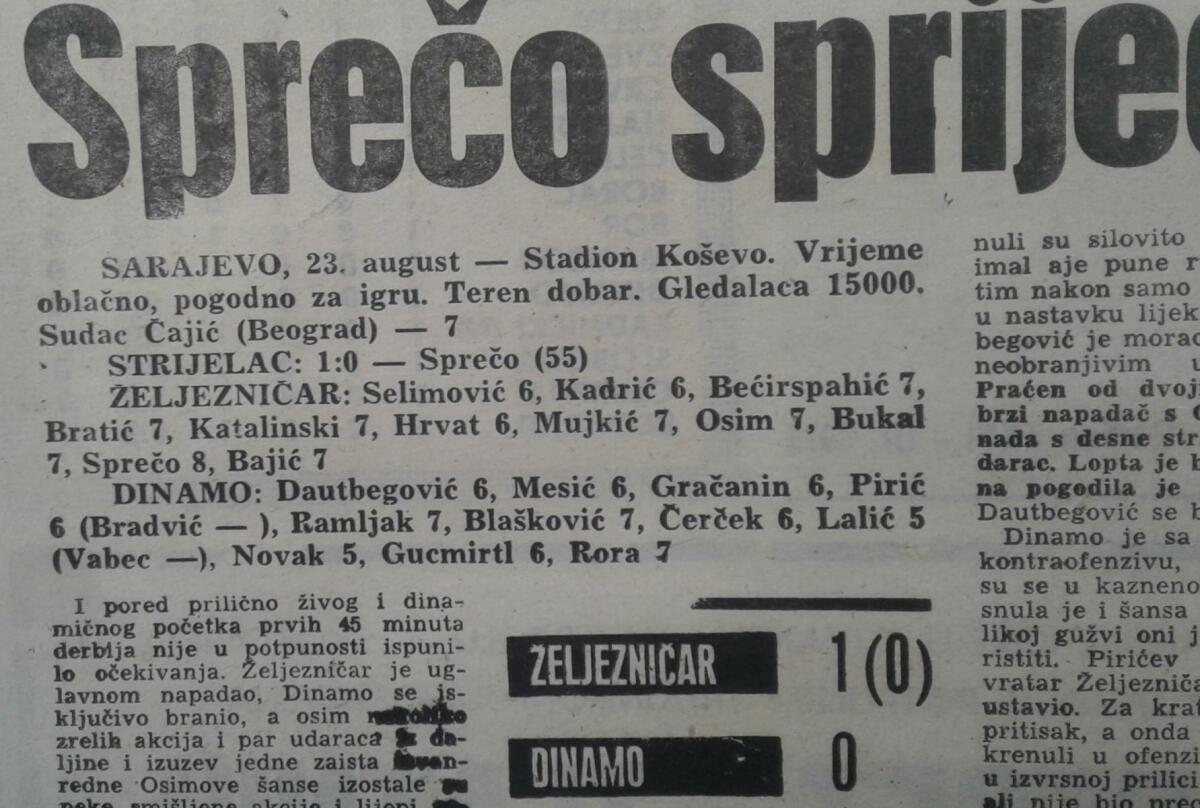 Sprečo
SARAJEVO, 23. august — Stadion Koševo. Vrijeme
oblačno, pogodno za igru. Teren dobar. Gledalaca 15000.
Sudac Čajić (Beograd) — 7
STRIJELAC: 1:0 — Sprečo (55)
ŽELJEZNIČAR: Selimović 6, Kadrić 6, Bećirspahić 7,
Bratić 7, Katalinski 7, Hrvat 6, Mujkić 7, Osim 7, Bukal
7, Sprečo 8, Bajić 7
DINAMO: Dautbegović 6, Mesić 6, Gračanin 6, Pirić
6 (Bradvić — ), Ramljak 7, Blašković 7, Čerček 6, Lalić 5
(Vabec —), Novak 5, Gucmirtl 6, Rora 7
I pored prilično živog i dina-
mičnog početka prvih 45 minuta
derbija nije u potpunosti ispuni-
lo očekivanja. Željezničar je ug-
lavnom napadao, Dinamo se is-
ključivo branio, a osim
zrelih akcija i par udaraca da-
ljine i izuzev jedne zaista
redne Osimove šanse izostale
ŽELJEZNIČAR 1 (0)
DINAMO 0
nuli su silovito
imal aje pune
tim nakon samo
u nastavku lijek
begović je morao
neobranjivim
Praćen od dvoj
brzi napadač s
nada s desne str
darac. Lopta je
na pogodila je
Dautbegović se
Dinamo je sa
kontraofenzivu,
su se u kazneno
snula je i šansa
likoj gužvi oni
ristiti. Pirićev
vratar Željezniča
ustavio. Za krat
pritisak, a onda
krenuli u ofenzi
u izvrsnoj prilici